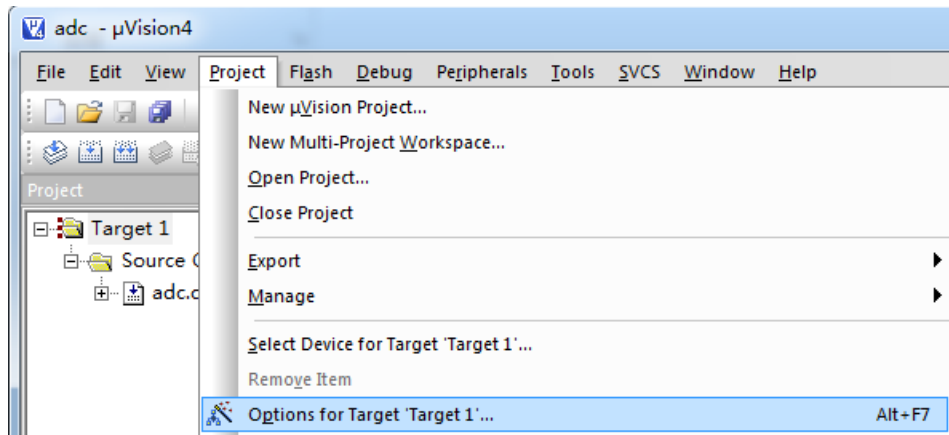 adc - µVision4
File Edit View Project Flash Debug Peripherals Tools SVCS Window Help
New µVision Project...
New Multi-Project Workspace...
Project
Open Project...
Target 1
Close Project
Source
Export
adc.c
Manage
Select Device for Target 'Target 1'...
Remove Item
Options for Target 'Target 1'... Alt+F7